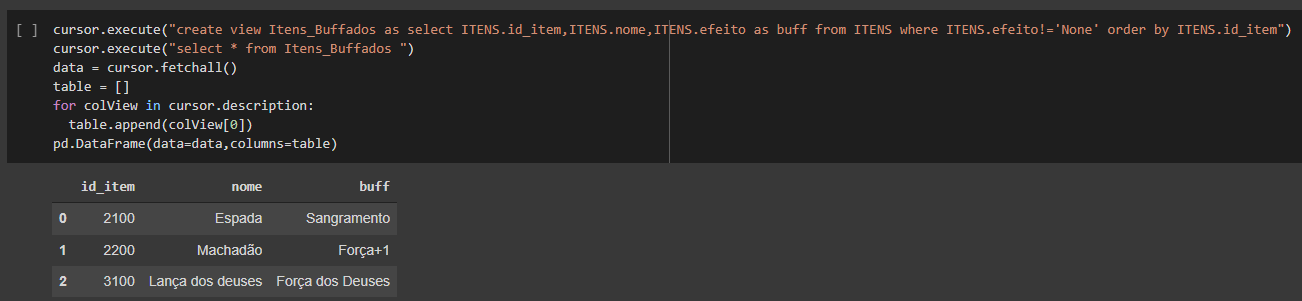 [ ] cursor.execute("create view Itens_Buffados as select ITENS.id_item,ITENS.nome,ITENS.efeito as buff from ITENS where ITENS.efeito!='None' order by ITENS.id_item")
cursor.execute("select * from Itens_Buffados ")
data = cursor.fetchall()
table = []
for colView in cursor.description:
  table.append(colView[0])
pd.DataFrame(data=data,columns=table)
id_item nome buff
0 2100 Espada Sangramento
1 2200 Machadão Força+1
2 3100 Lança dos deuses Força dos Deuses